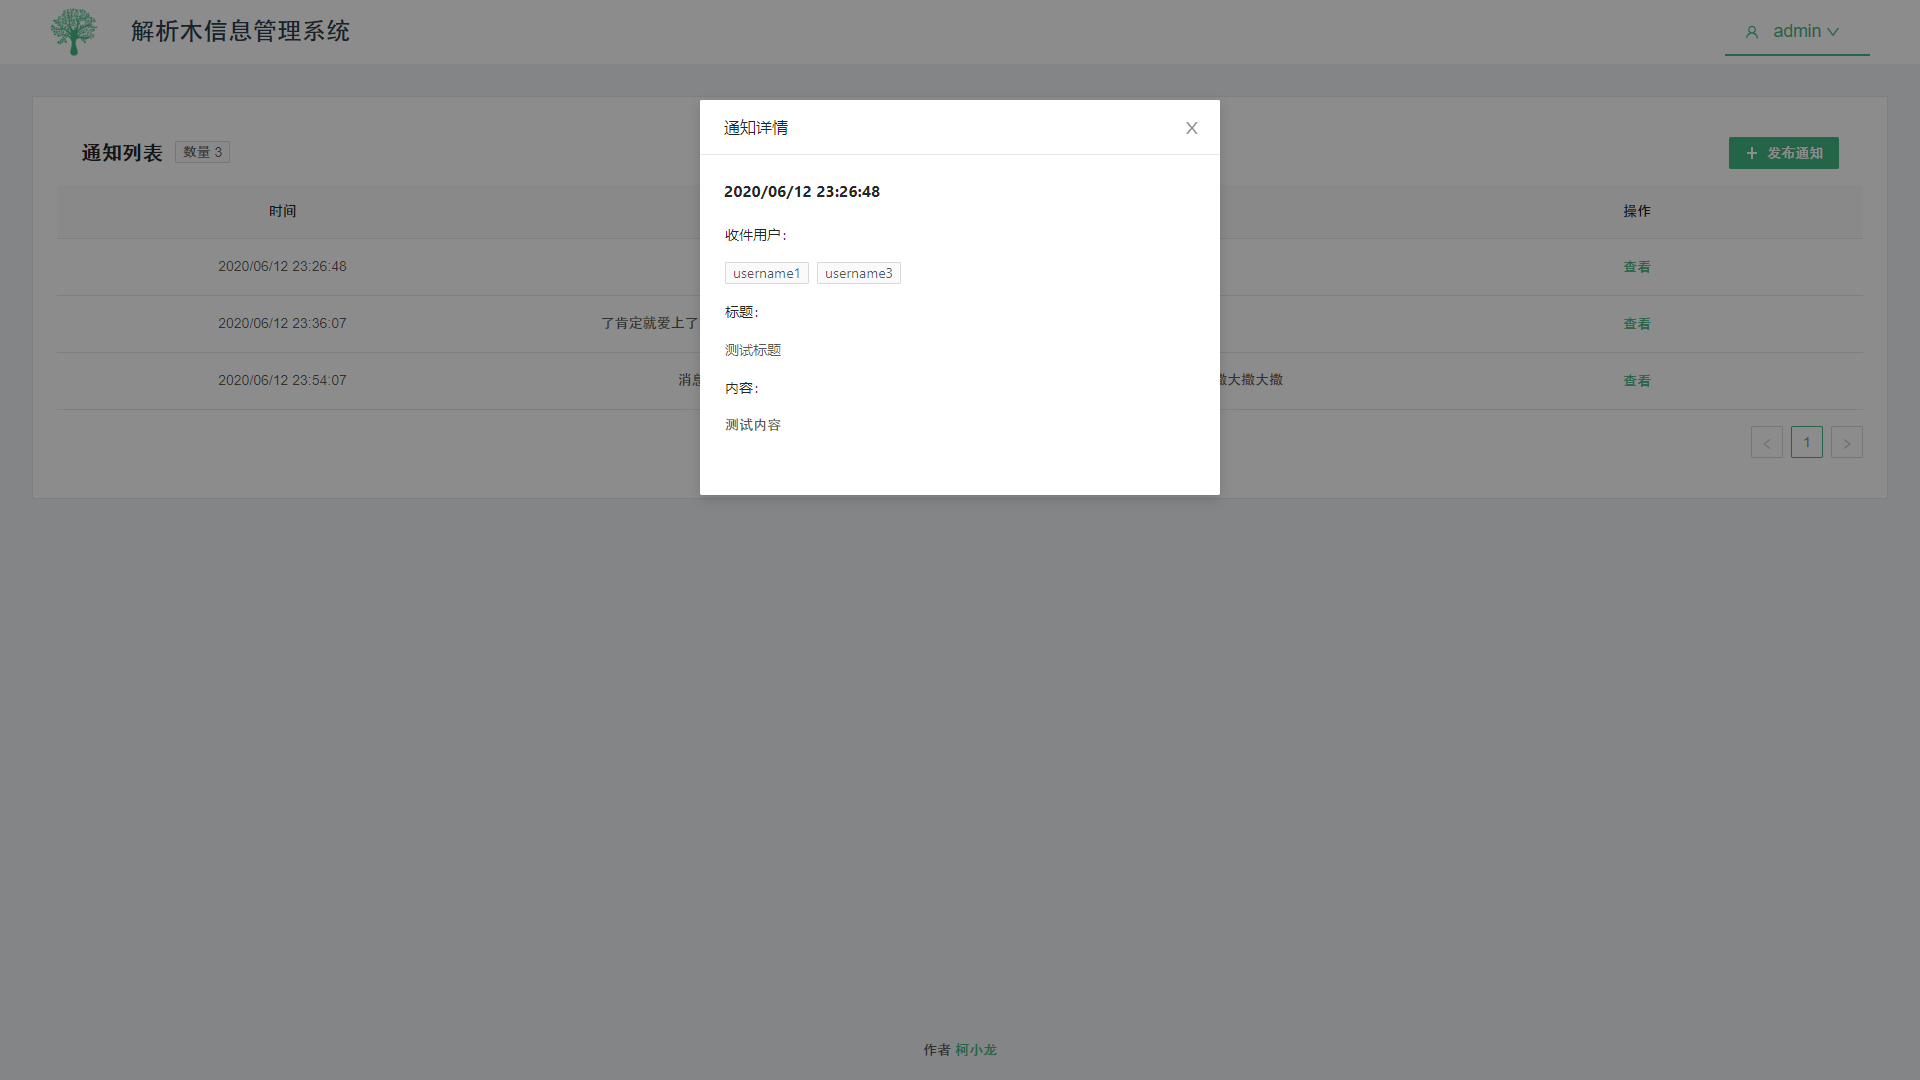 解析木信息管理系统
admin
通知列表 数量 3
发布通知
时间
操作
2020/06/12 23:26:48
查看
2020/06/12 23:36:07
了肯定就爱上了
查看
2020/06/12 23:54:07
消息
大撒大撒
查看
1
通知详情
2020/06/12 23:26:48
收件用户：
username1 username3
标题：
测试标题
内容：
测试内容
作者 柯小龙